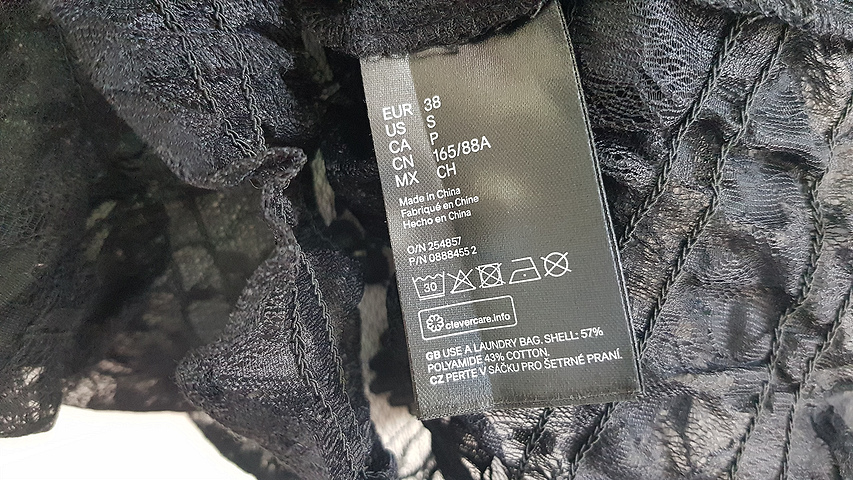 EUR 38
US S
CA P
CN 165/88A
MX CH
Made in China
Fabriqué en Chine
Hecho en China
O/N 254857
P/N 0888455 2
30
clevercare.info
GB USE A LAUNDRY BAG. SHELL: 57%
POLYAMIDE 43% COTTON.
CZ PERTE V SÁČKU PRO ŠETRNÉ PRANÍ.